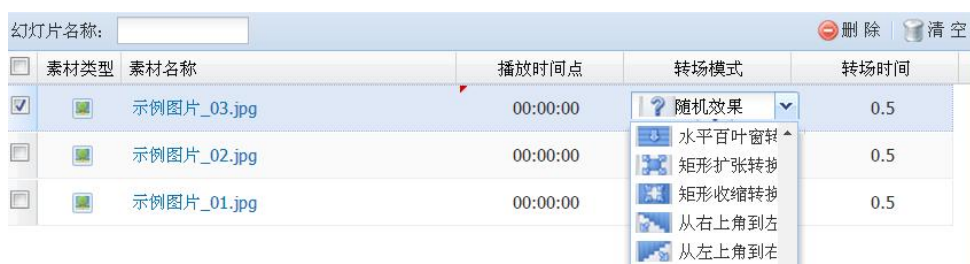 幻灯片名称: 删 除 清 空
素材类型 素材名称 播放时间点 转场模式 转场时间
示例图片_03.jpg 00:00:00 随机效果 0.5
水平百叶窗转
示例图片_02.jpg 00:00:00 矩形扩张转换 0.5
矩形收缩转换
示例图片_01.jpg 00:00:00 从右上角到左 0.5
从左上角到右